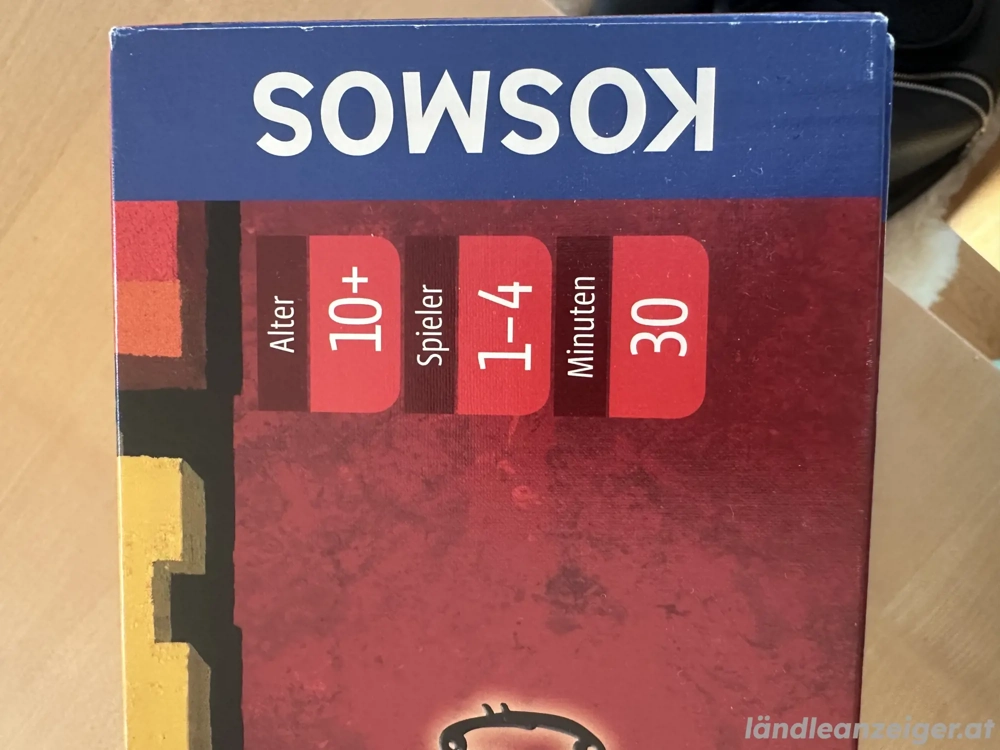 KOSMOS
Alter
10+
Spieler
1–4
Minuten
30
ländleanzeiger.at